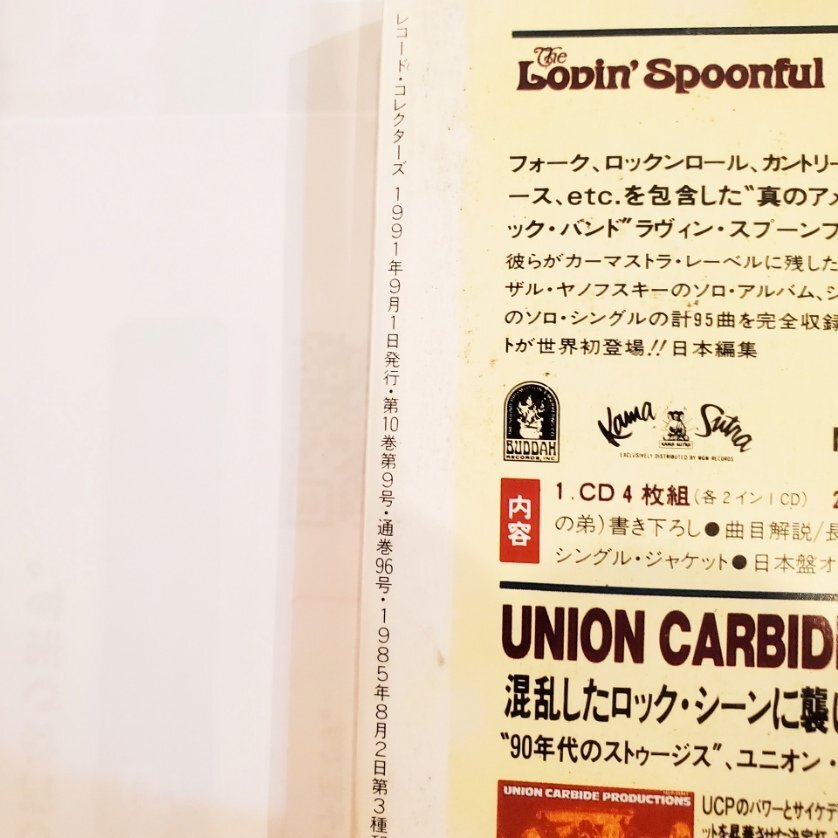 レコード・コレクターズ 1991年9月1日発行・第10巻第9号・通巻96号・1985年8月2日第3種
The
Lovin' Spoonful
フォーク、ロックンロール、カントリー
ース、etc.を包含した"真のアメ
ック・バンド"ラヴィン・スプーンフ
彼らがカーマストラ・レーベルに残した
ザル・ヤノフスキーのソロ・アルバム、シ
のソロ・シングルの計95曲を完全収録
トが世界初登場!!日本編集
BUDDAH
RECORDS, INC.
Kama Sutra
KAMA SUTRA
EXCLUSIVELY DISTRIBUTED BY MGM RECORDS
内容
1.CD4枚組(各2イン1CD)
の弟)書き下ろし●曲目解説/長
シングル・ジャケット●日本盤オ
UNION CARBIDE
混乱したロック・シーンに襲い
"90年代のストゥージス"、ユニオン・
UNION CARBIDE PRODUCTIONS
UCPのパワーとサイケデ